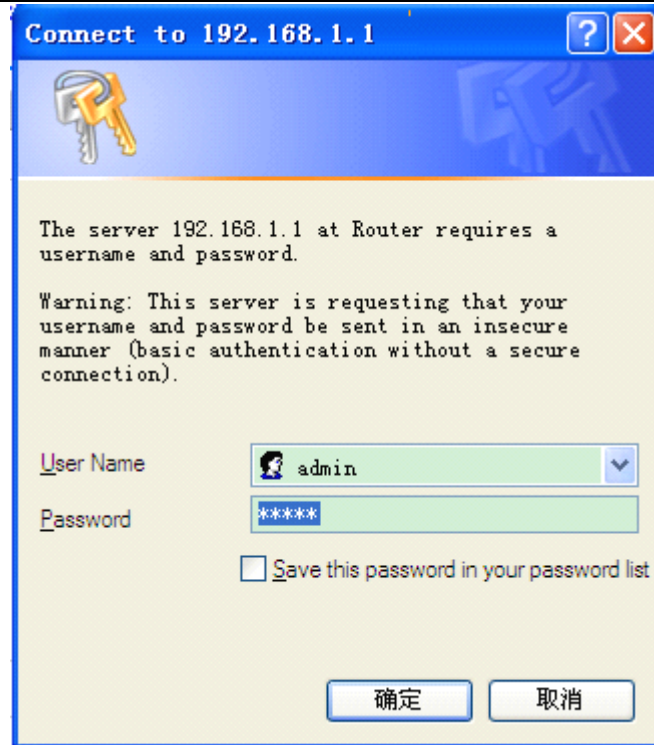 Connect to 192.168.1.1
The server 192.168.1.1 at Router requires a
username and password.
Warning: This server is requesting that your
username and password be sent in an insecure
manner (basic authentication without a secure
connection).
User Name
admin
Password
*****
Save this password in your password list
确定 取消